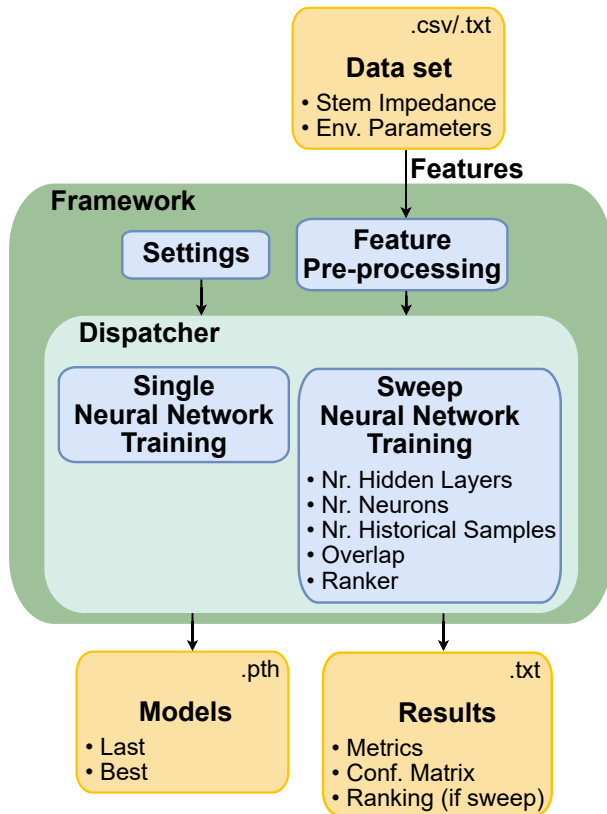 .csv/.txt
Data set
• Stem Impedance
• Env. Parameters
Features
Framework
Settings
Feature
Pre-processing
Dispatcher
Single
Neural Network
Training
Sweep
Neural Network
Training
• Nr. Hidden Layers
• Nr. Neurons
• Nr. Historical Samples
• Overlap
• Ranker
.pth
Models
• Last
• Best
.txt
Results
• Metrics
• Conf. Matrix
• Ranking (if sweep)